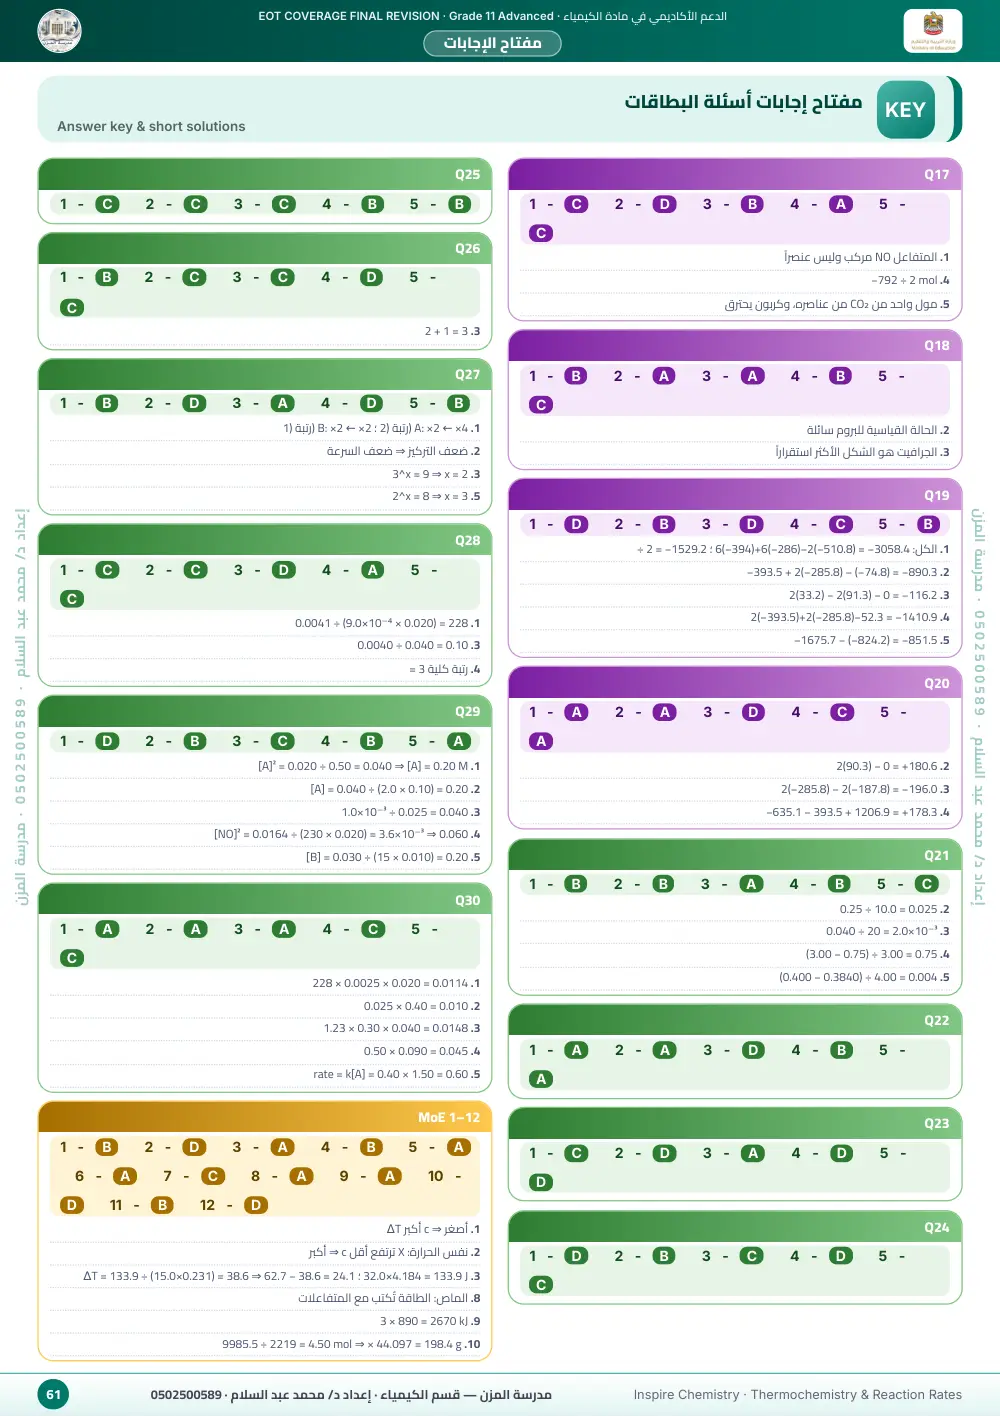 EOT COVERAGE FINAL REVISION · Grade 11 Advanced · الدعم الأكاديمي في مادة الكيمياء
مفتاح الإجابات
KEY
مفتاح إجابات أسئلة البطاقات
Answer key & short solutions
Q17
1 - C 2 - D 3 - B 4 - A 5 -
C
1. المتفاعل NO مركب وليس عنصراً
4. −792 ÷ 2 mol
5. مول واحد من CO₂ من عناصره، وكربون يحترق
Q18
1 - B 2 - A 3 - A 4 - B 5 -
C
2. الحالة القياسية للبروم سائلة
3. الجرافيت هو الشكل الأكثر استقراراً
Q19
1 - D 2 - B 3 - D 4 - C 5 - B
1. الكل: 6(−394)+6(−286)−2(−510.8) = −3058.4 ؛ ÷ 2 = −1529.2
2. −393.5 + 2(−285.8) − (−74.8) = −890.3
3. 2(33.2) − 2(91.3) − 0 = −116.2
4. 2(−393.5)+2(−285.8)−52.3 = −1410.9
5. −1675.7 − (−824.2) = −851.5
Q20
1 - A 2 - A 3 - D 4 - C 5 -
A
2. 2(90.3) − 0 = +180.6
3. 2(−285.8) − 2(−187.8) = −196.0
4. −635.1 − 393.5 + 1206.9 = +178.3
Q21
1 - B 2 - B 3 - A 4 - B 5 - C
2. 0.25 ÷ 10.0 = 0.025
3. 0.040 ÷ 20 = 2.0×10⁻³
4. (3.00 − 0.75) ÷ 3.00 = 0.75
5. (0.400 − 0.3840) ÷ 4.00 = 0.004
Q22
1 - A 2 - A 3 - D 4 - B 5 -
A
Q23
1 - C 2 - D 3 - A 4 - D 5 -
D
Q24
1 - D 2 - B 3 - C 4 - D 5 -
C
Q25
1 - C 2 - C 3 - C 4 - B 5 - B
Q26
1 - B 2 - C 3 - C 4 - D 5 -
C
3. 2 + 1 = 3
Q27
1 - B 2 - D 3 - A 4 - D 5 - B
1. A: ×2 ← ×4 (رتبة 2) ؛ B: ×2 ← ×2 (رتبة 1)
2. ضعف التركيز ⇒ ضعف السرعة
3. 3^x = 9 ⇒ x = 2
5. 2^x = 8 ⇒ x = 3
Q28
1 - C 2 - C 3 - D 4 - A 5 -
C
1. 0.0041 ÷ (9.0×10⁻⁴ × 0.020) = 228
3. 0.0040 ÷ 0.040 = 0.10
4. رتبة كلية 3 =
Q29
1 - D 2 - B 3 - C 4 - B 5 - A
1. [A]² = 0.020 ÷ 0.50 = 0.040 ⇒ [A] = 0.20 M
2. [A] = 0.040 ÷ (2.0 × 0.10) = 0.20
3. 1.0×10⁻³ ÷ 0.025 = 0.040
4. [NO]² = 0.0164 ÷ (230 × 0.020) = 3.6×10⁻³ ⇒ 0.060
5. [B] = 0.030 ÷ (15 × 0.010) = 0.20
Q30
1 - A 2 - A 3 - A 4 - C 5 -
C
1. 228 × 0.0025 × 0.020 = 0.0114
2. 0.025 × 0.40 = 0.010
3. 1.23 × 0.30 × 0.040 = 0.0148
4. 0.50 × 0.090 = 0.045
5. rate = k[A] = 0.40 × 1.50 = 0.60
MoE 1–12
1 - B 2 - D 3 - A 4 - B 5 - A
6 - A 7 - C 8 - A 9 - A 10 -
D 11 - B 12 - D
1. أصغر c ⇒ أكبر ΔT
2. نفس الحرارة: X ترتفع أقل ⇒ c أكبر
3. 32.0×4.184 = 133.9 J ؛ ΔT = 133.9 ÷ (15.0×0.231) = 38.6 ⇒ 62.7 − 38.6 = 24.1
8. الماص: الطاقة تُكتب مع المتفاعلات
9. 3 × 890 = 2670 kJ
10. 9985.5 ÷ 2219 = 4.50 mol ⇒ × 44.097 = 198.4 g
إعداد د/ محمد عبد السلام · 0502500589 · مدرسة المزن
إعداد د/ محمد عبد السلام · 0502500589 · مدرسة المزن
61
مدرسة المزن — قسم الكيمياء · إعداد د/ محمد عبد السلام · 0502500589
Inspire Chemistry · Thermochemistry & Reaction Rates